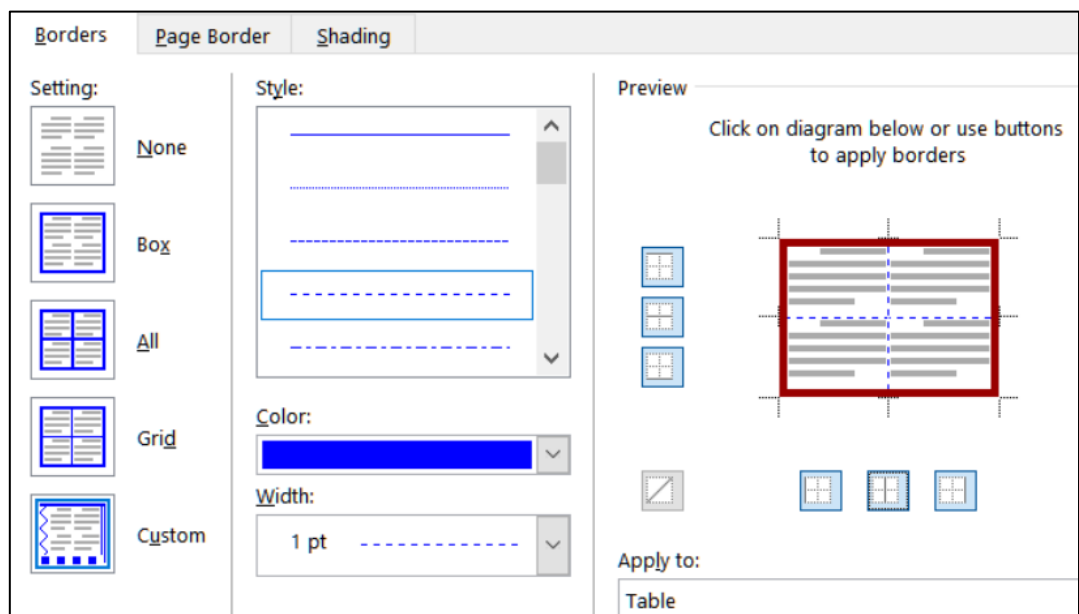 Borders Page Border Shading
Setting:
None
Box
All
Grid
Custom
Style:
Color:
Width:
1 pt
Preview
Click on diagram below or use buttons
to apply borders
Apply to:
Table